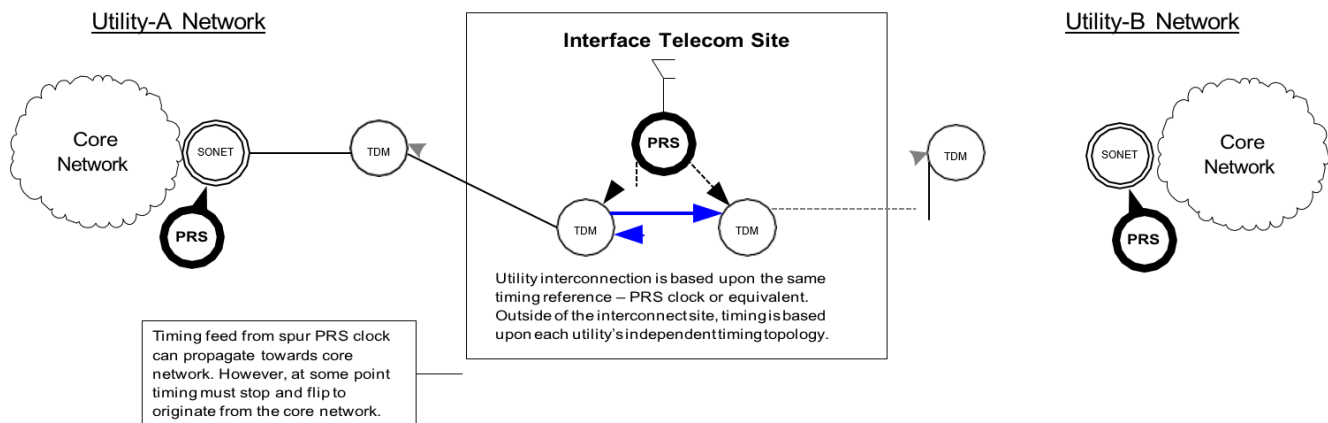 Utility-A Network
Interface Telecom Site
Utility-B Network
Core
Network
SONET
TDM
PRS
PRS
TDM
TDM
TDM
SONET
Core
Network
PRS
Utility interconnection is based upon the same
timing reference – PRS clock or equivalent.
Outside of the interconnect site, timing is based
upon each utility's independent timing topology.
Timing feed from spur PRS clock
can propagate towards core
network. However, at some point
timing must stop and flip to
originate from the core network.